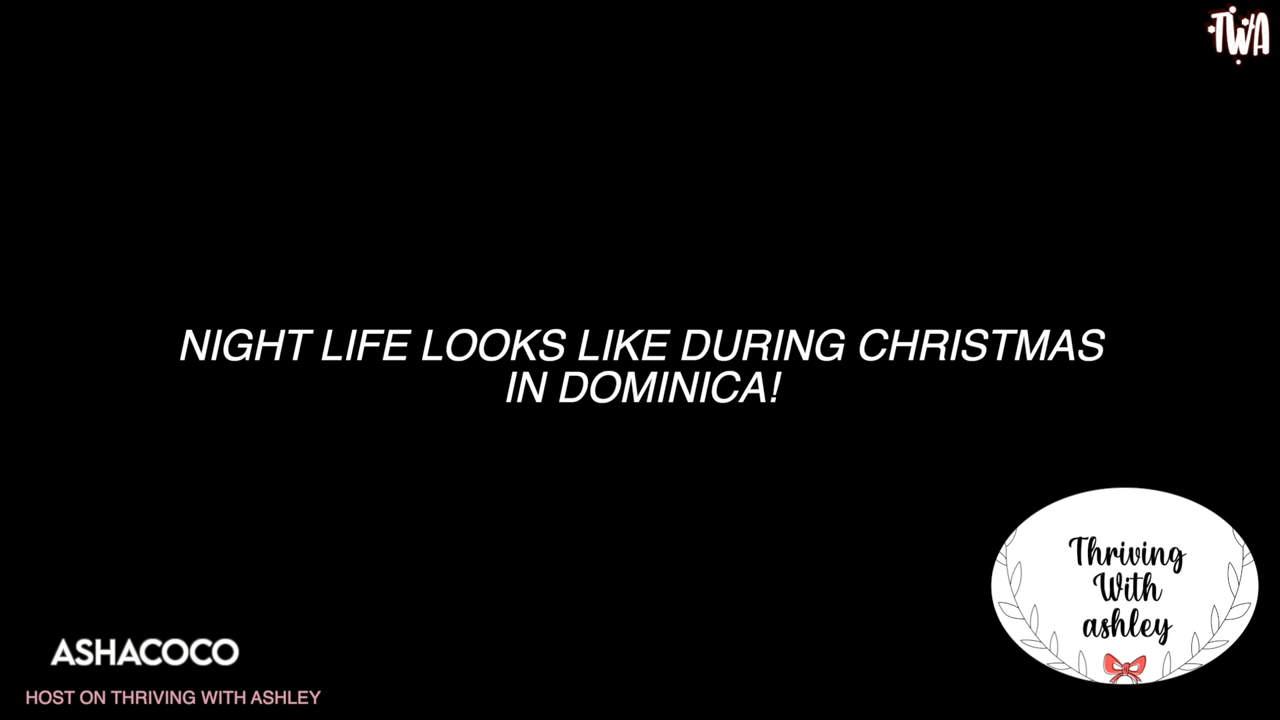 TWA
NIGHT LIFE LOOKS LIKE DURING CHRISTMAS
IN DOMINICA!
Thriving
With
ashley
ASHACOCO
HOST ON THRIVING WITH ASHLEY